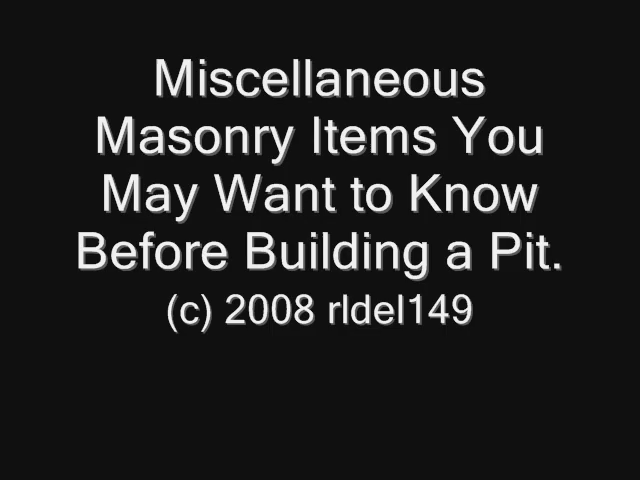 Miscellaneous
Masonry Items You
May Want to Know
Before Building a Pit.
(c) 2008 rldel149